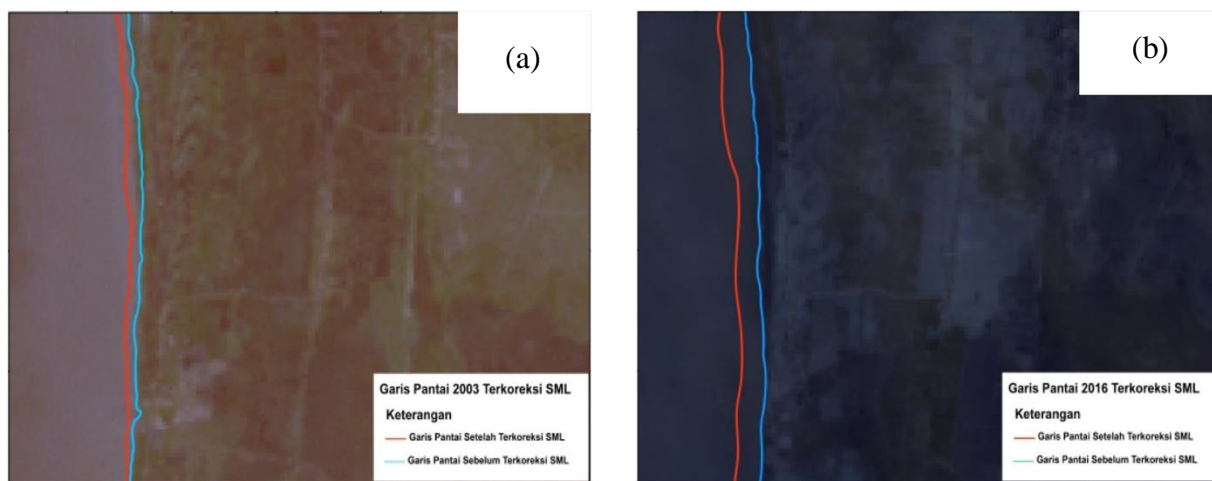 (a)
Garis Pantai 2003 Terkoreksi SML
Keterangan
Garis Pantai Setelah Terkoreksi SML
Garis Pantai Sebelum Terkoreksi SML
(b)
Garis Pantai 2016 Terkoreksi SML
Keterangan
Garis Pantai Setelah Terkoreksi SML
Garis Pantai Sebelum Terkoreksi SML